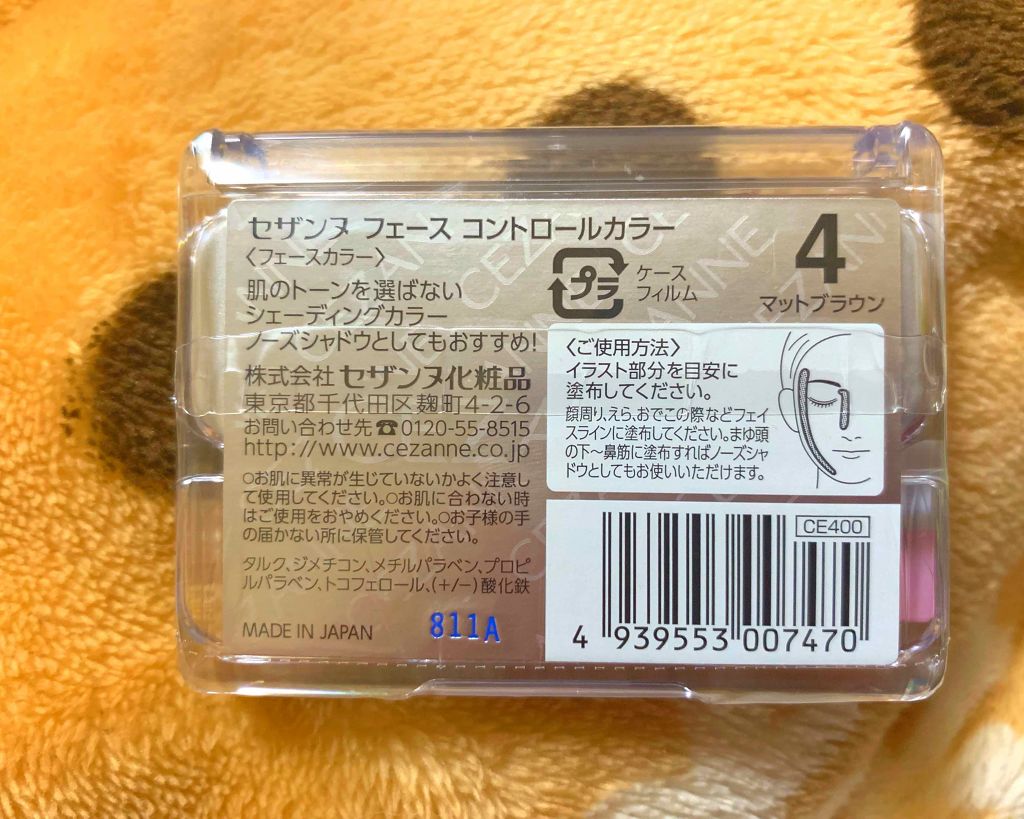 セザンヌ フェース コントロールカラー
〈フェースカラー〉
肌のトーンを選ばない
シェーディングカラー
ノーズシャドウとしてもおすすめ!
プラ
ケース
フィルム
4
マットブラウン
株式会社 セザンヌ化粧品
東京都千代田区麹町4-2-6
お問い合わせ先☎0120-55-8515
http://www.cezanne.co.jp
○お肌に異常が生じていないかよく注意し
て使用してください。○お肌に合わない時
はご使用をおやめください。○お子様の手
の届かない所に保管してください。
タルク、ジメチコン、メチルパラベン、プロピ
ルパラベン、トコフェロール、(+/−)酸化鉄
MADE IN JAPAN
811A
〈ご使用方法〉
イラスト部分を目安に
塗布してください。
顔周り、えら、おでこの際などフェイ
スラインに塗布してください。まゆ頭
の下〜鼻筋に塗布すればノーズシャ
ドウとしてもお使いいただけます。
CE400
4 939553 007470